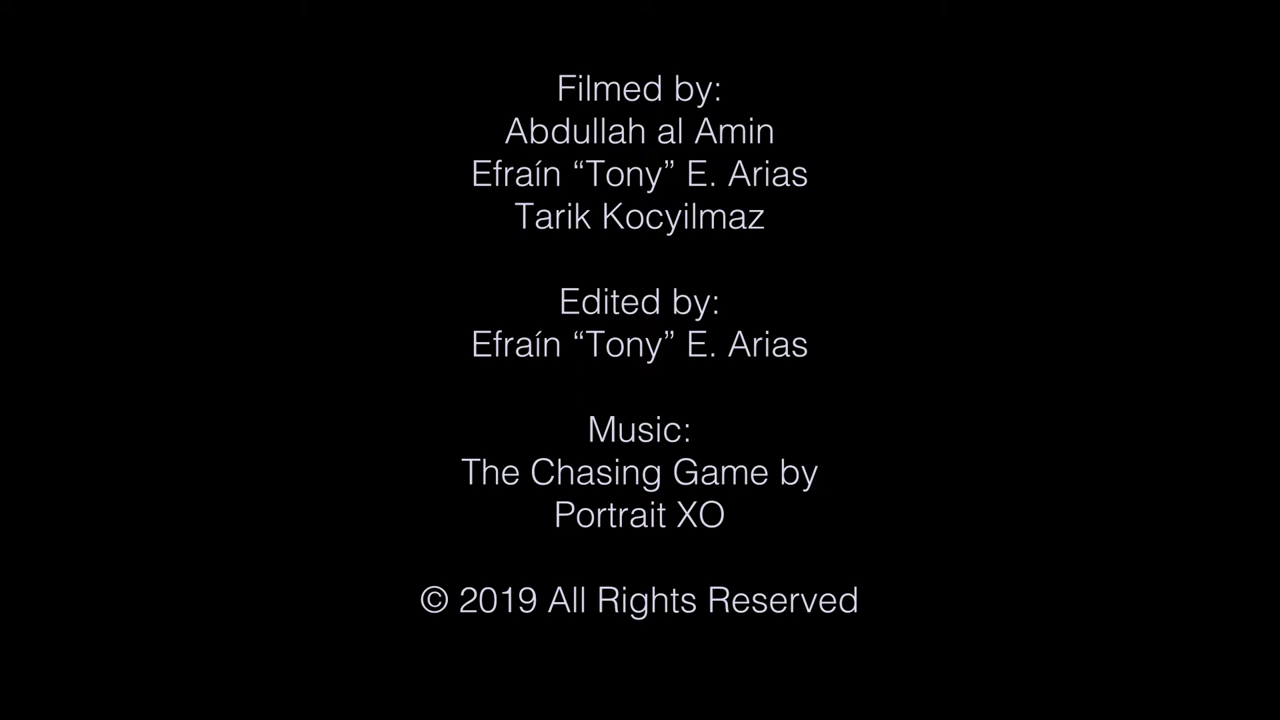 Filmed by:
Abdullah al Amin
Efraín “Tony” E. Arias
Tarik Kocyilmaz
Edited by:
Efraín “Tony” E. Arias
Music:
The Chasing Game by
Portrait XO
© 2019 All Rights Reserved